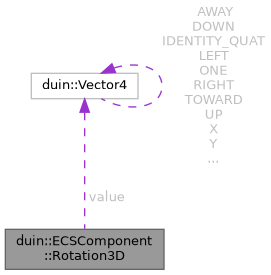 AWAY
DOWN
IDENTITY_QUAT
LEFT
ONE
RIGHT
TOWARD
UP
X
Y
...
duin::Vector4
value
duin::ECSComponent
::Rotation3D